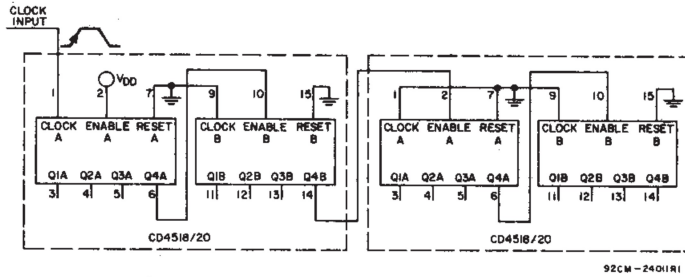 CLOCK
INPUT
VDD
1 2 7 9 10 15 1 2 7 9 10 15
CLOCK ENABLE RESET CLOCK ENABLE RESET CLOCK ENABLE RESET CLOCK ENABLE RESET
A A A B B B A A A B B B
Q1A Q2A Q3A Q4A Q1B Q2B Q3B Q4B Q1A Q2A Q3A Q4A Q1B Q2B Q3B Q4B
3 4 5 6 11 12 13 14 3 4 5 6 11 12 13 14
CD4518/20 CD4518/20
92CM-24011R1